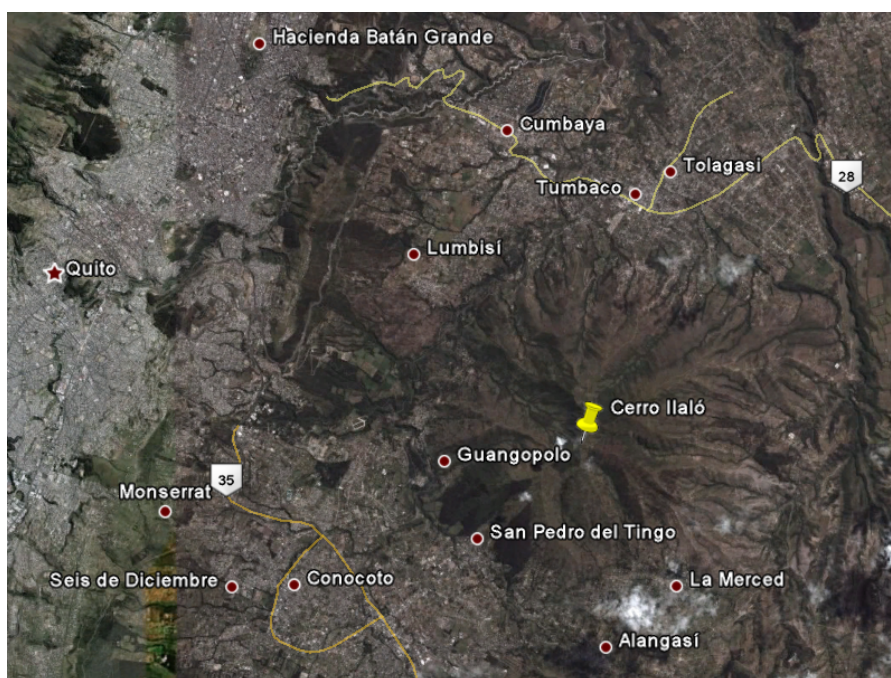 Hacienda Batán Grande
Cumbaya
Tolagasi
28
Tumbaco
Lumbisí
Quito
Cerro Ilaló
Guangopolo
35
Monserrat
San Pedro del Tingo
Seis de Diciembre
Conocoto
La Merced
Alangasí